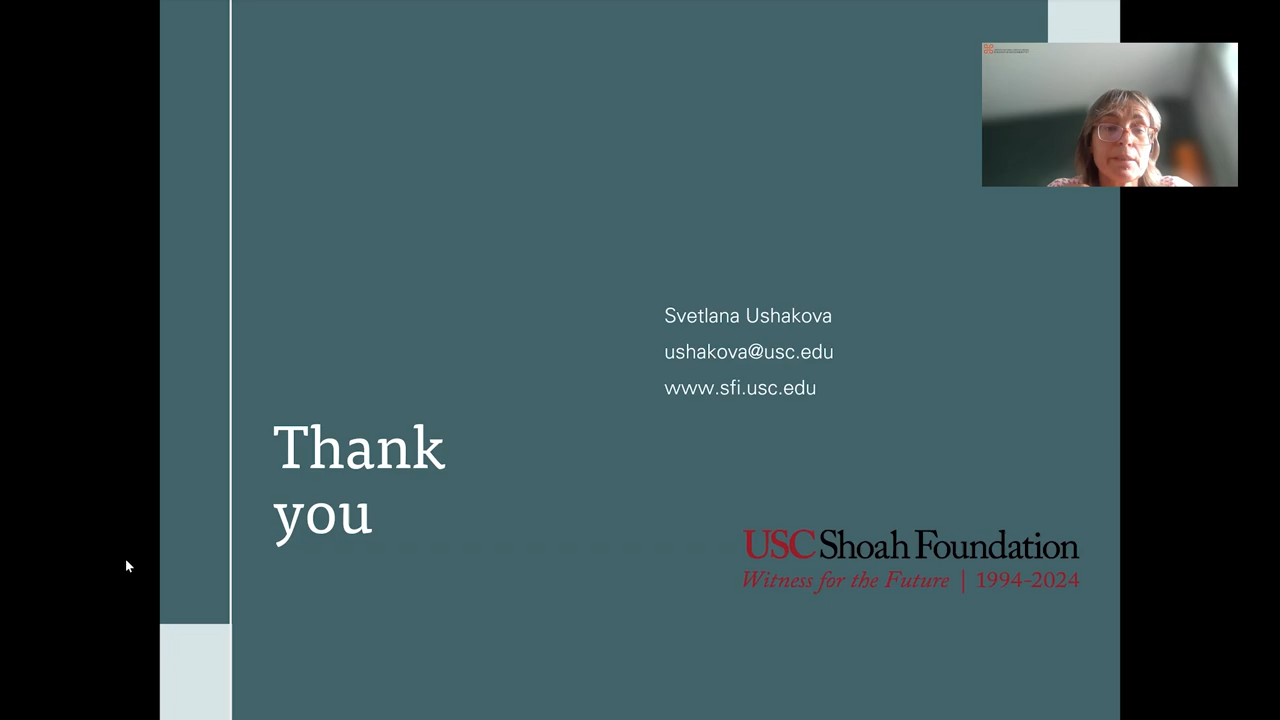 Svetlana Ushakova
ushakova@usc.edu
www.sfi.usc.edu
Thank
you
USC Shoah Foundation
Witness for the Future | 1994-2024